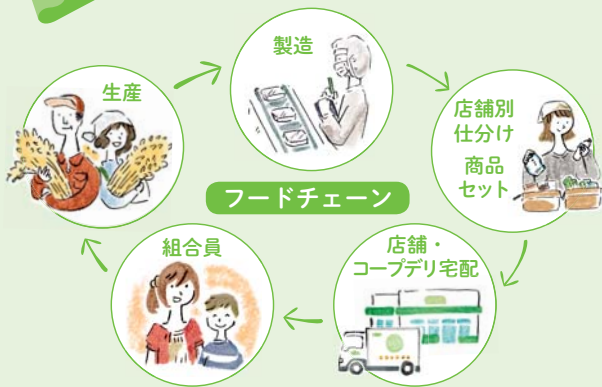 製造
生産
店舗別
仕分け
商品
セット
フードチェーン
組合員
店舗・
コープデリ宅配